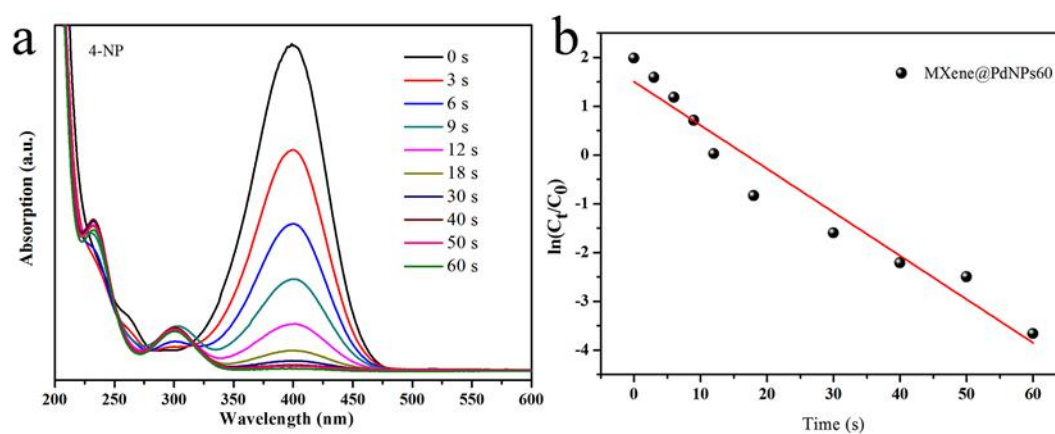 a
4-NP
0 s
3 s
6 s
9 s
12 s
18 s
30 s
40 s
50 s
60 s
Absorption (a.u.)
200 250 300 350 400 450 500 550 600
Wavelength (nm)
b
MXene@PdNPs60
2
1
0
-1
-2
-3
-4
ln(Ct/C0)
0 10 20 30 40 50 60
Time (s)